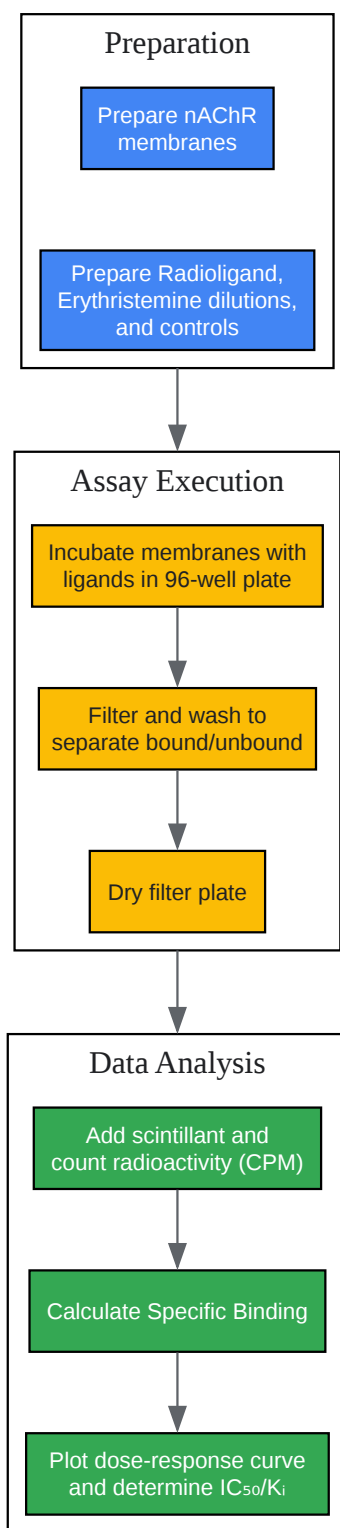 Preparation
Prepare nAChR
membranes
Prepare Radioligand,
Erythristemine dilutions,
and controls
Assay Execution
Incubate membranes with
ligands in 96-well plate
Filter and wash to
separate bound/unbound
Dry filter plate
Data Analysis
Add scintillant and
count radioactivity (CPM)
Calculate Specific Binding
Plot dose-response curve
and determine IC₅₀/Kᵢ